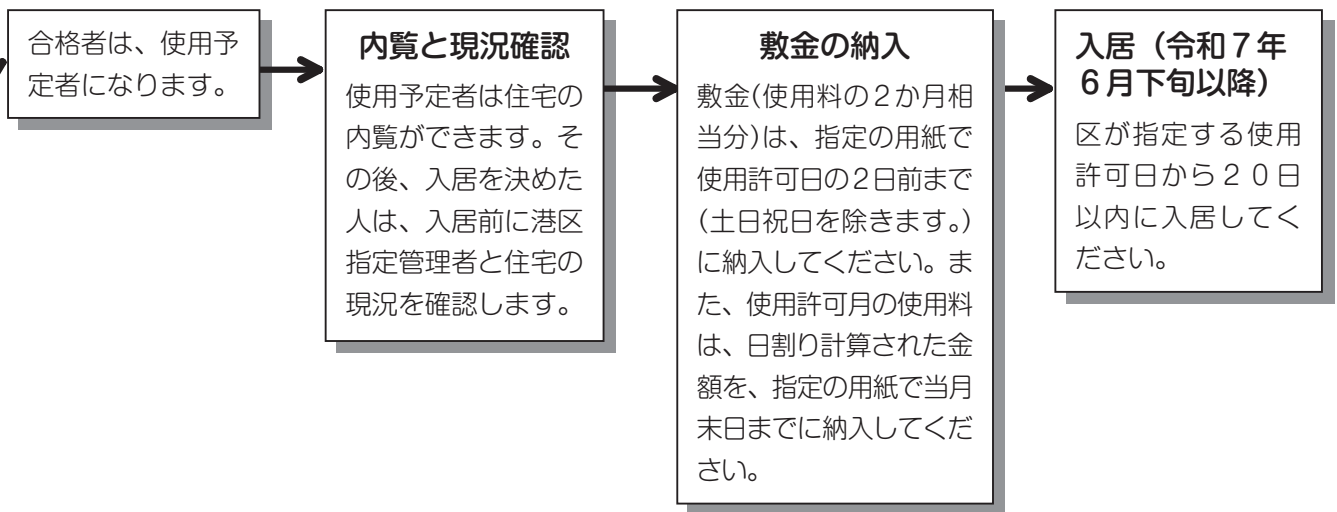 合格者は、使用予
定者になります。
内覧と現況確認
使用予定者は住宅の
内覧ができます。そ
の後、入居を決めた
人は、入居前に港区
指定管理者と住宅の
現況を確認します。
敷金の納入
敷金(使用料の2か月相
当分)は、指定の用紙で
使用許可日の2日前まで
(土日祝日を除きます。)
に納入してください。ま
た、使用許可月の使用料
は、日割り計算された金
額を、指定の用紙で当月
末日までに納入してくだ
さい。
入居（令和７年
６月下旬以降）
区が指定する使用
許可日から２０日
以内に入居してく
ださい。